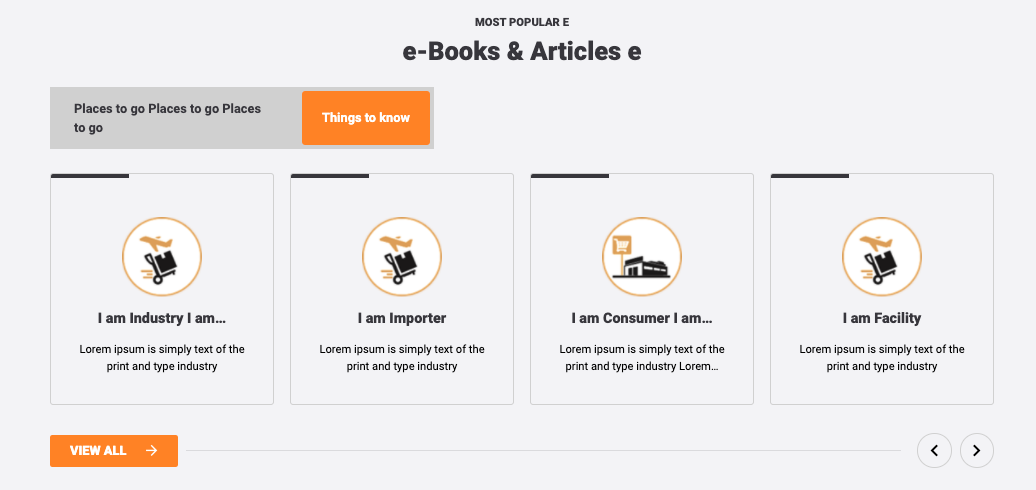 MOST POPULAR E
e-Books & Articles e
Places to go Places to go Places
to go
Things to know
I am Industry I am...
Lorem ipsum is simply text of the
print and type industry
I am Importer
Lorem ipsum is simply text of the
print and type industry
I am Consumer I am...
Lorem ipsum is simply text of the
print and type industry Lorem...
I am Facility
Lorem ipsum is simply text of the
print and type industry
VIEW ALL